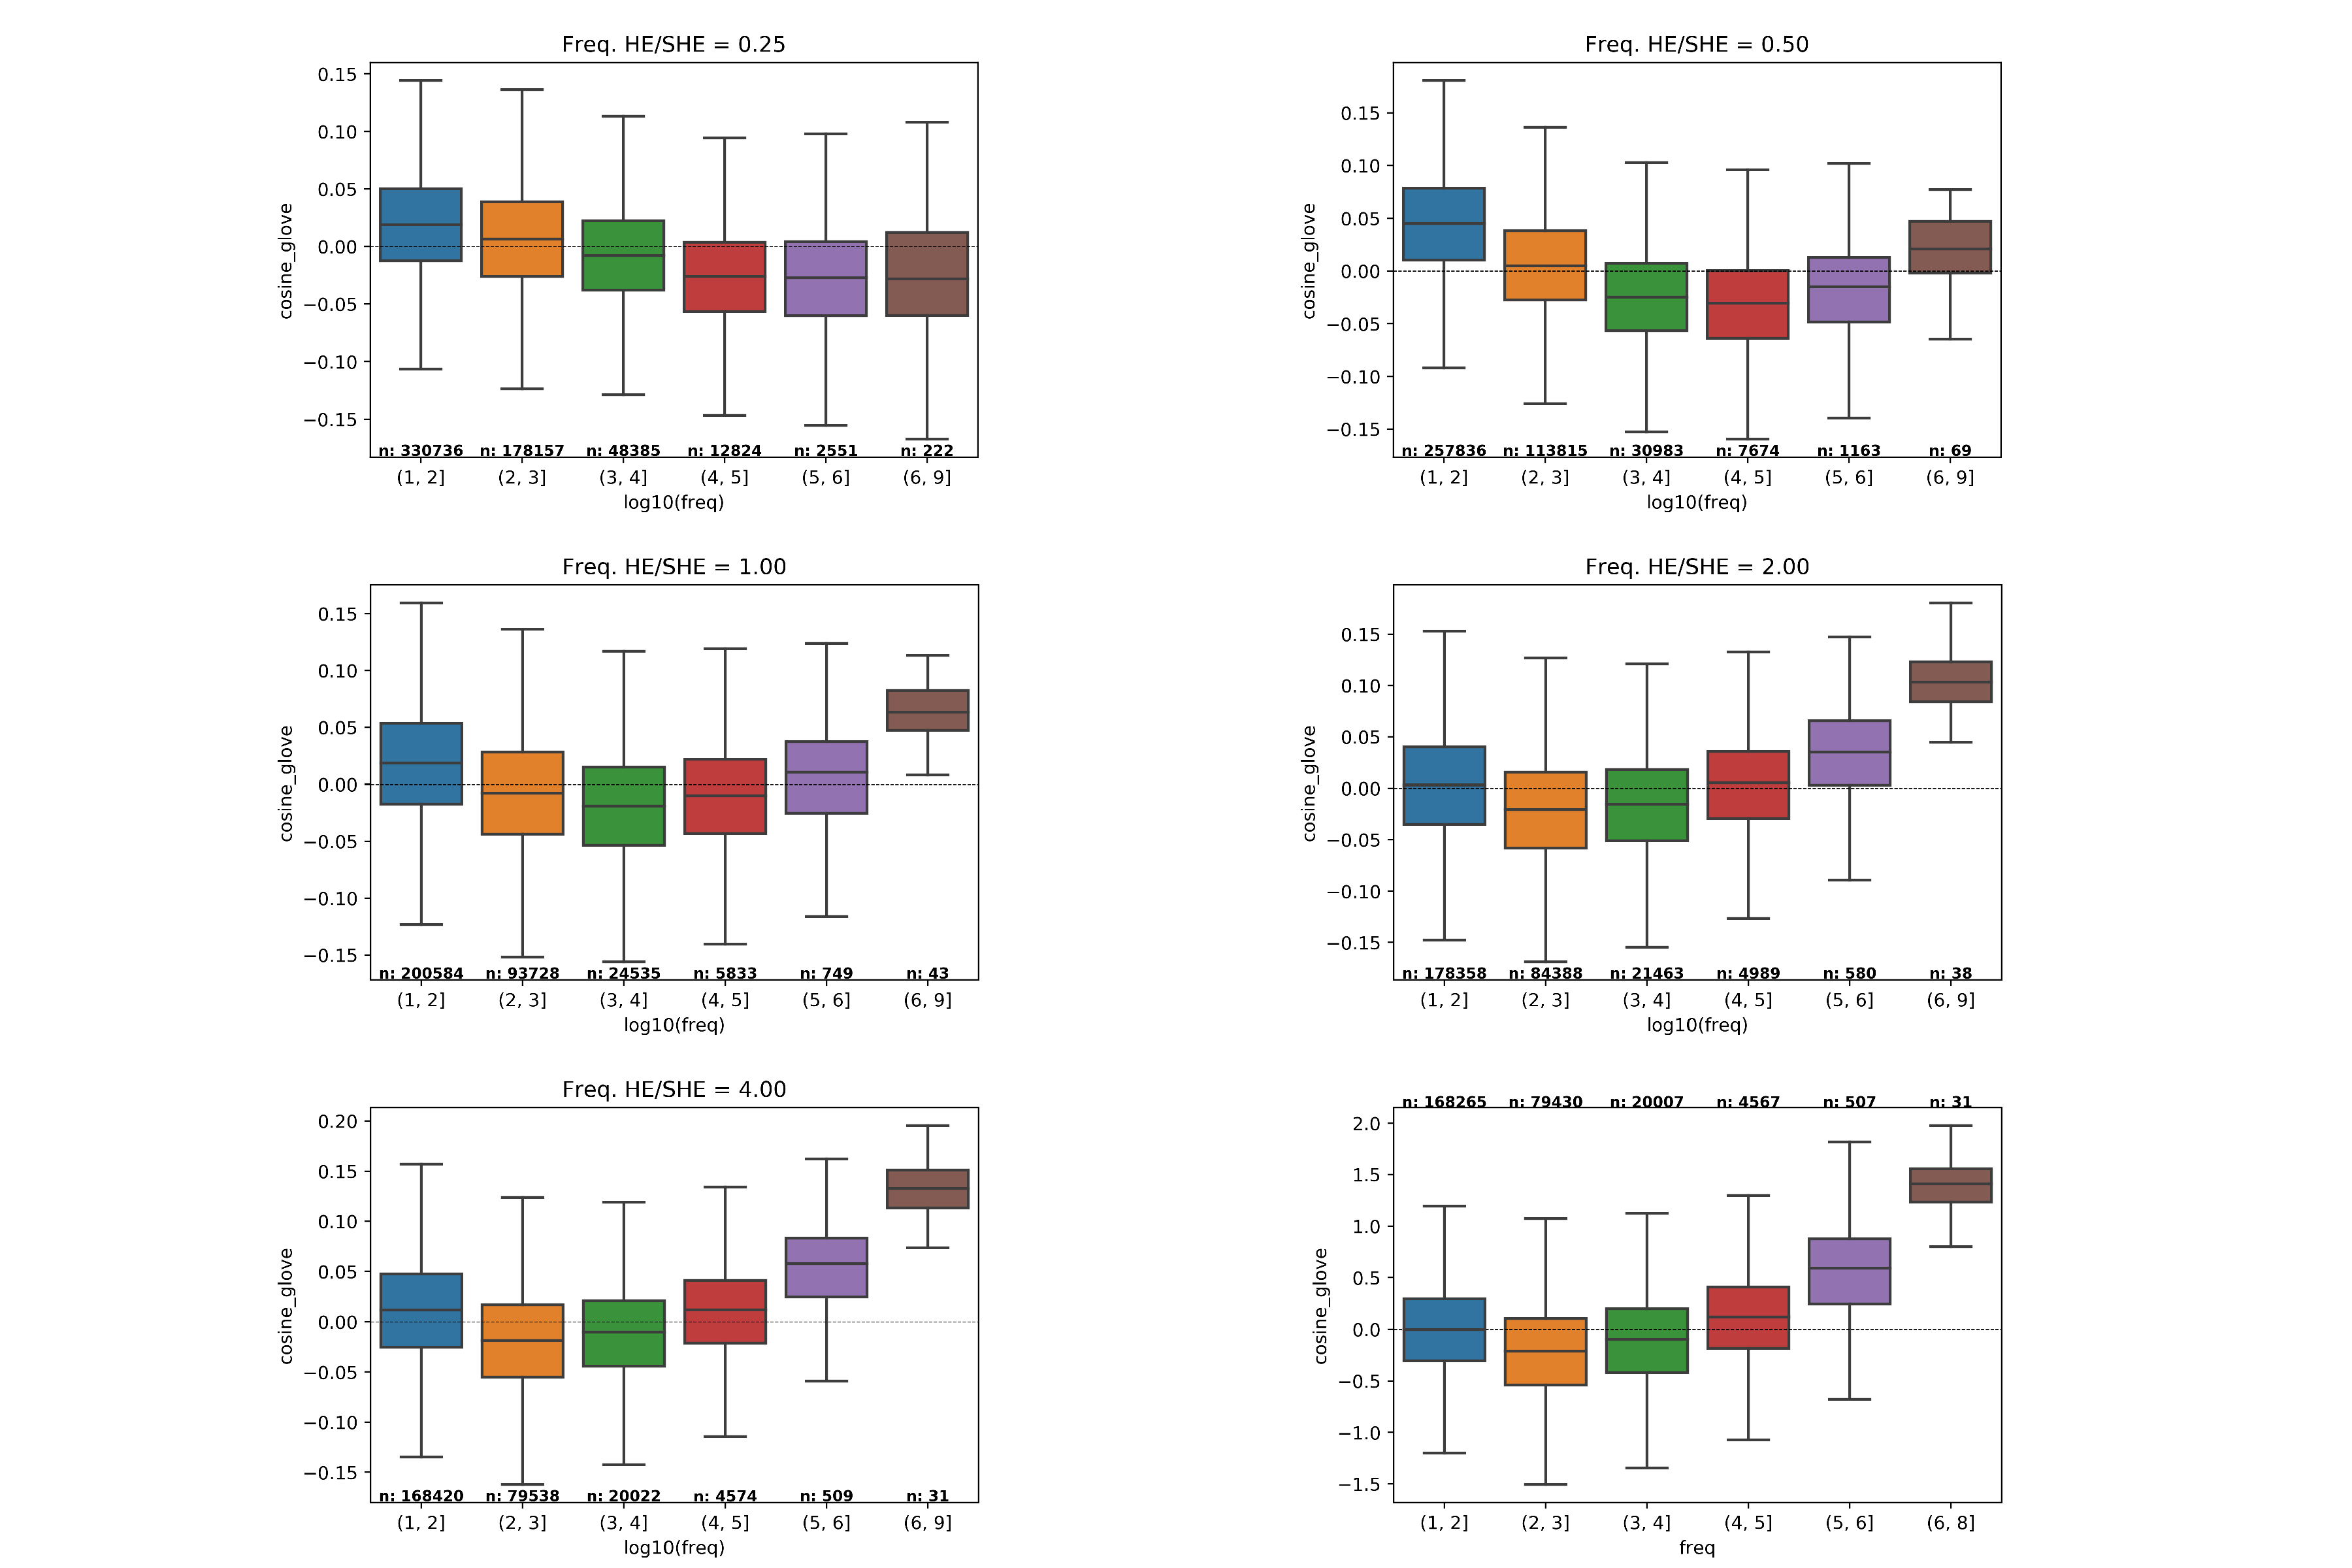 Freq. HE/SHE = 0.25
0.15
0.10
0.05
0.00
−0.05
−0.10
−0.15
cosine_glove
n: 330736 n: 178157 n: 48385 n: 12824 n: 2551 n: 222
(1, 2] (2, 3] (3, 4] (4, 5] (5, 6] (6, 9]
log10(freq)
Freq. HE/SHE = 0.50
0.15
0.10
0.05
0.00
−0.05
−0.10
−0.15
cosine_glove
n: 257836 n: 113815 n: 30983 n: 7674 n: 1163 n: 69
(1, 2] (2, 3] (3, 4] (4, 5] (5, 6] (6, 9]
log10(freq)
Freq. HE/SHE = 1.00
0.15
0.10
0.05
0.00
−0.05
−0.10
−0.15
cosine_glove
n: 200584 n: 93728 n: 24535 n: 5833 n: 749 n: 43
(1, 2] (2, 3] (3, 4] (4, 5] (5, 6] (6, 9]
log10(freq)
Freq. HE/SHE = 2.00
0.15
0.10
0.05
0.00
−0.05
−0.10
−0.15
cosine_glove
n: 178358 n: 84388 n: 21463 n: 4989 n: 580 n: 38
(1, 2] (2, 3] (3, 4] (4, 5] (5, 6] (6, 9]
log10(freq)
Freq. HE/SHE = 4.00
0.20
0.15
0.10
0.05
0.00
−0.05
−0.10
−0.15
cosine_glove
n: 168420 n: 79538 n: 20022 n: 4574 n: 509 n: 31
(1, 2] (2, 3] (3, 4] (4, 5] (5, 6] (6, 9]
log10(freq)
n: 168265 n: 79430 n: 20007 n: 4567 n: 507 n: 31
2.0
1.5
1.0
0.5
0.0
−0.5
−1.0
−1.5
cosine_glove
(1, 2] (2, 3] (3, 4] (4, 5] (5, 6] (6, 8]
freq